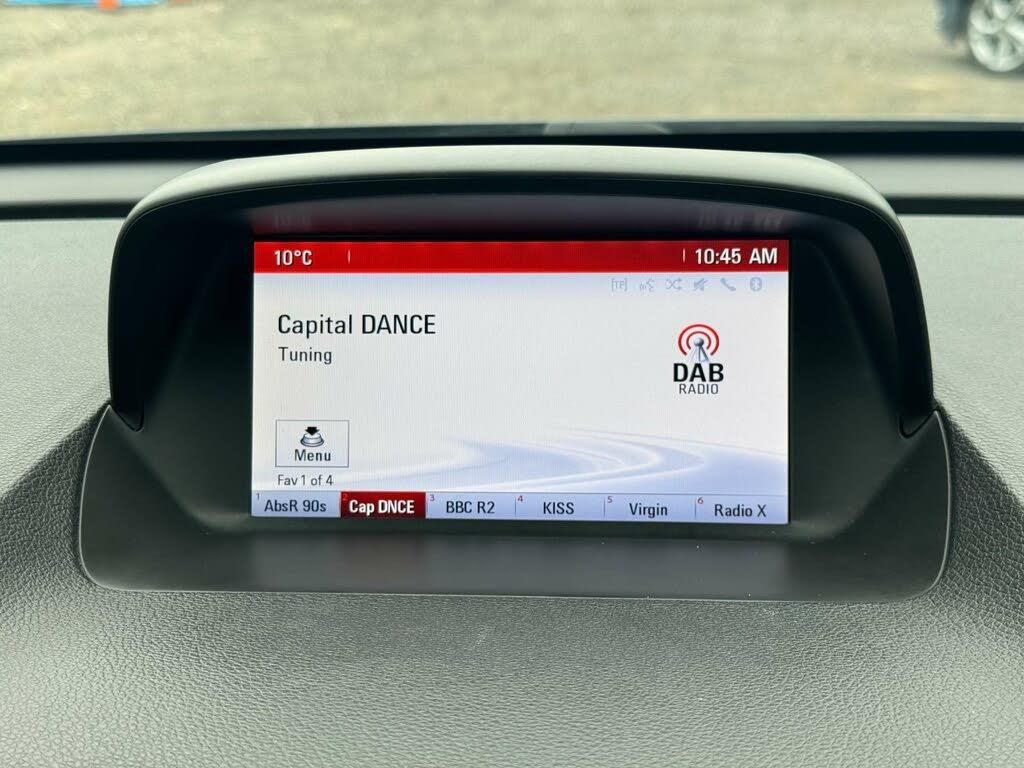 10°C 10:45 AM
[TP]
Capital DANCE
Tuning
DAB
RADIO
Menu
Fav 1 of 4
1 AbsR 90s 2 Cap DNCE 3 BBC R2 4 KISS 5 Virgin 6 Radio X